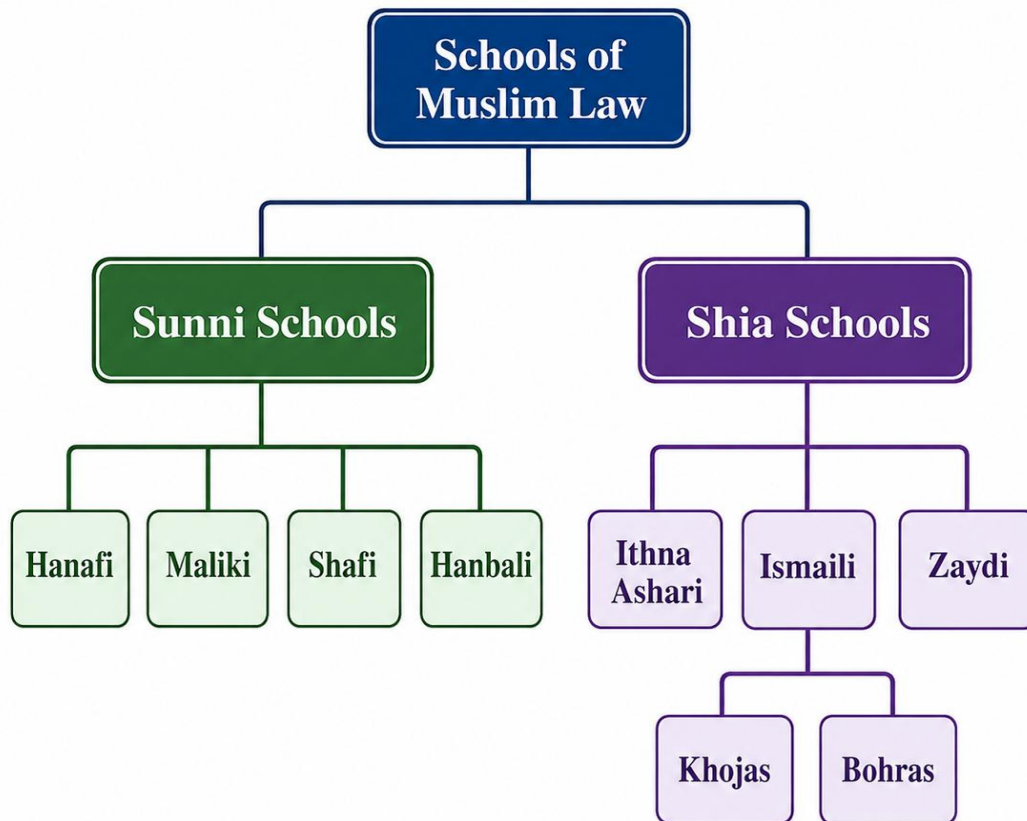 Schools of
Muslim Law
Sunni Schools
Shia Schools
Hanafi
Maliki
Shafi
Hanbali
Ithna
Ashari
Ismaili
Zaydi
Khojas
Bohras